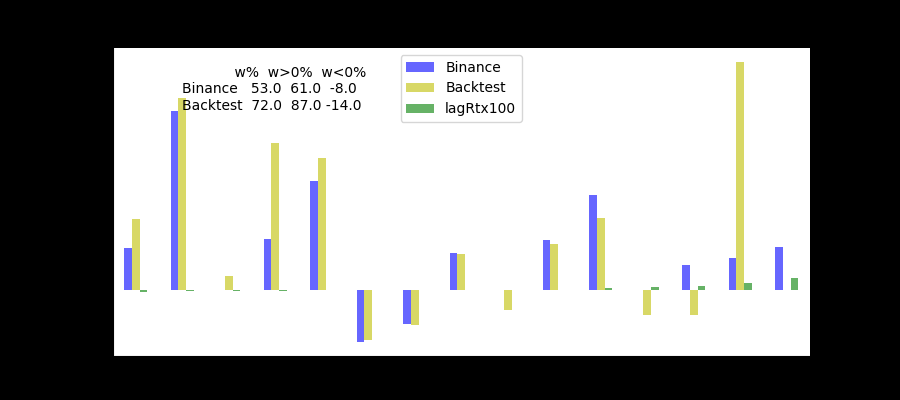 w%  w>0%  w<0%
Binance   53.0  61.0  -8.0
Backtest  72.0  87.0 -14.0
Binance
Backtest
lagRtx100